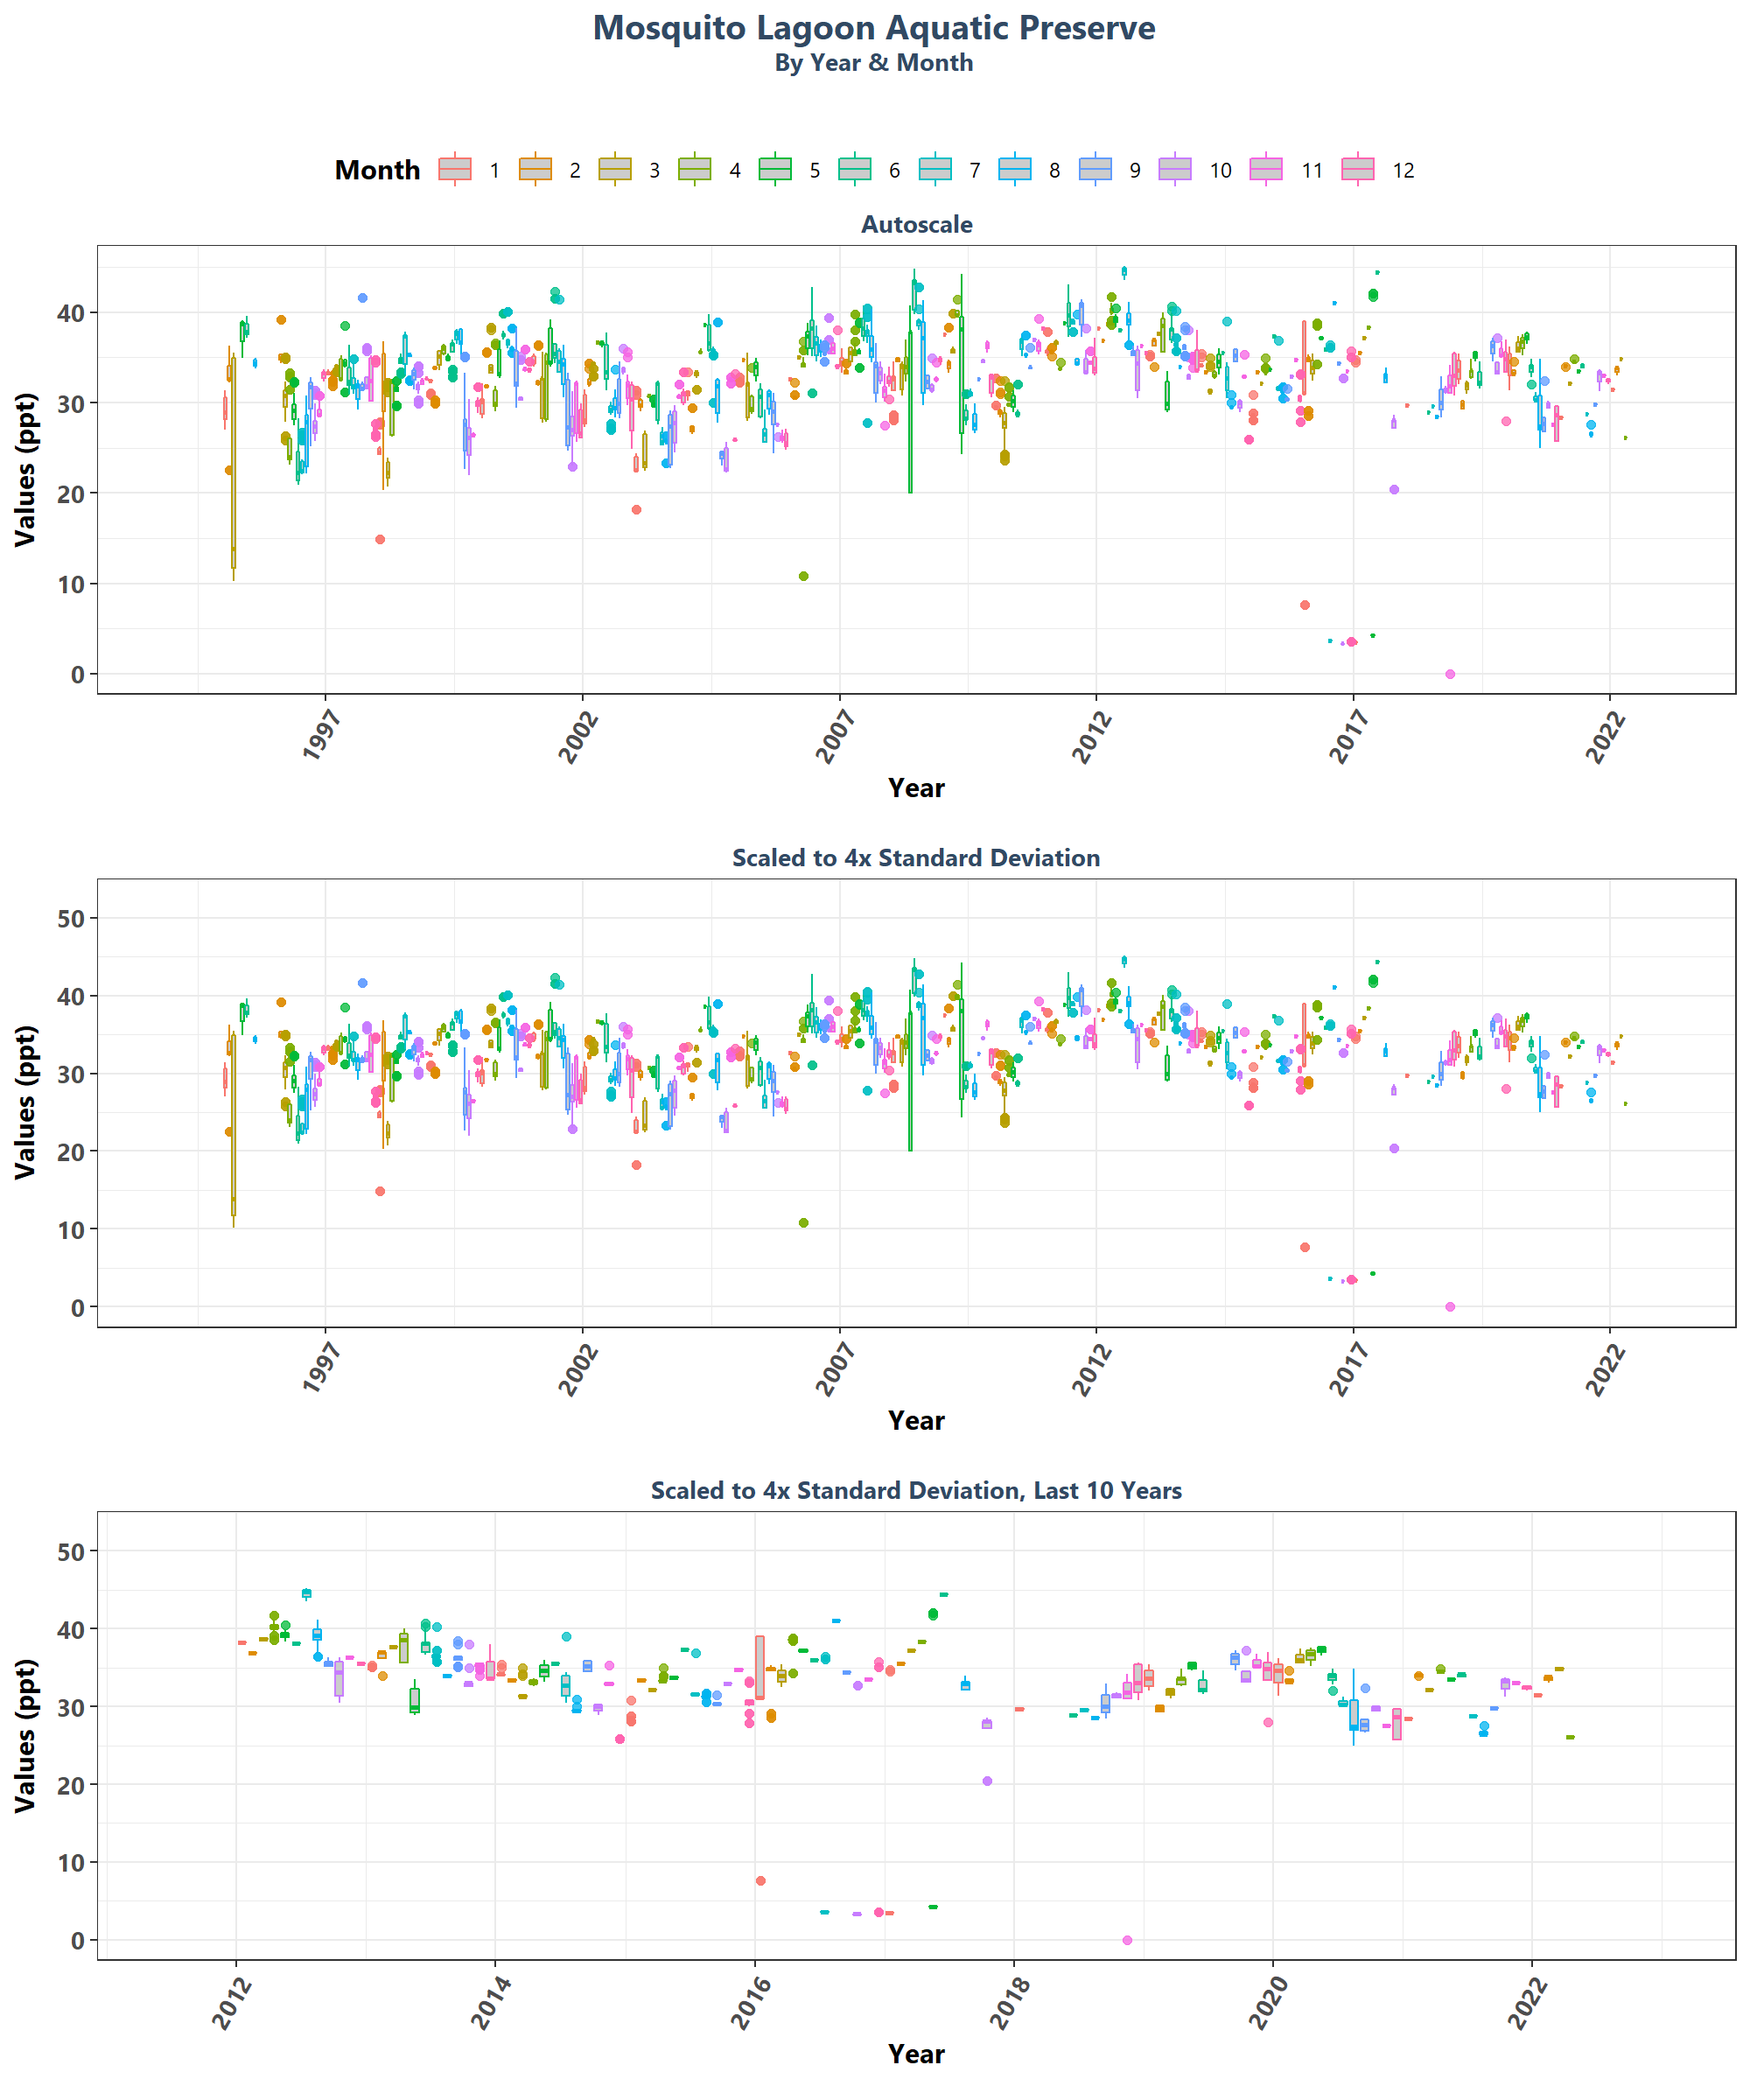 Mosquito Lagoon Aquatic Preserve
By Year & Month
Month 1 2 3 4 5 6 7 8 9 10 11 12
Autoscale
Values (ppt)
40
30
20
10
0
1997 2002 2007 2012 2017 2022
Year
Scaled to 4x Standard Deviation
Values (ppt)
50
40
30
20
10
0
1997 2002 2007 2012 2017 2022
Year
Scaled to 4x Standard Deviation, Last 10 Years
Values (ppt)
50
40
30
20
10
0
2012 2014 2016 2018 2020 2022
Year